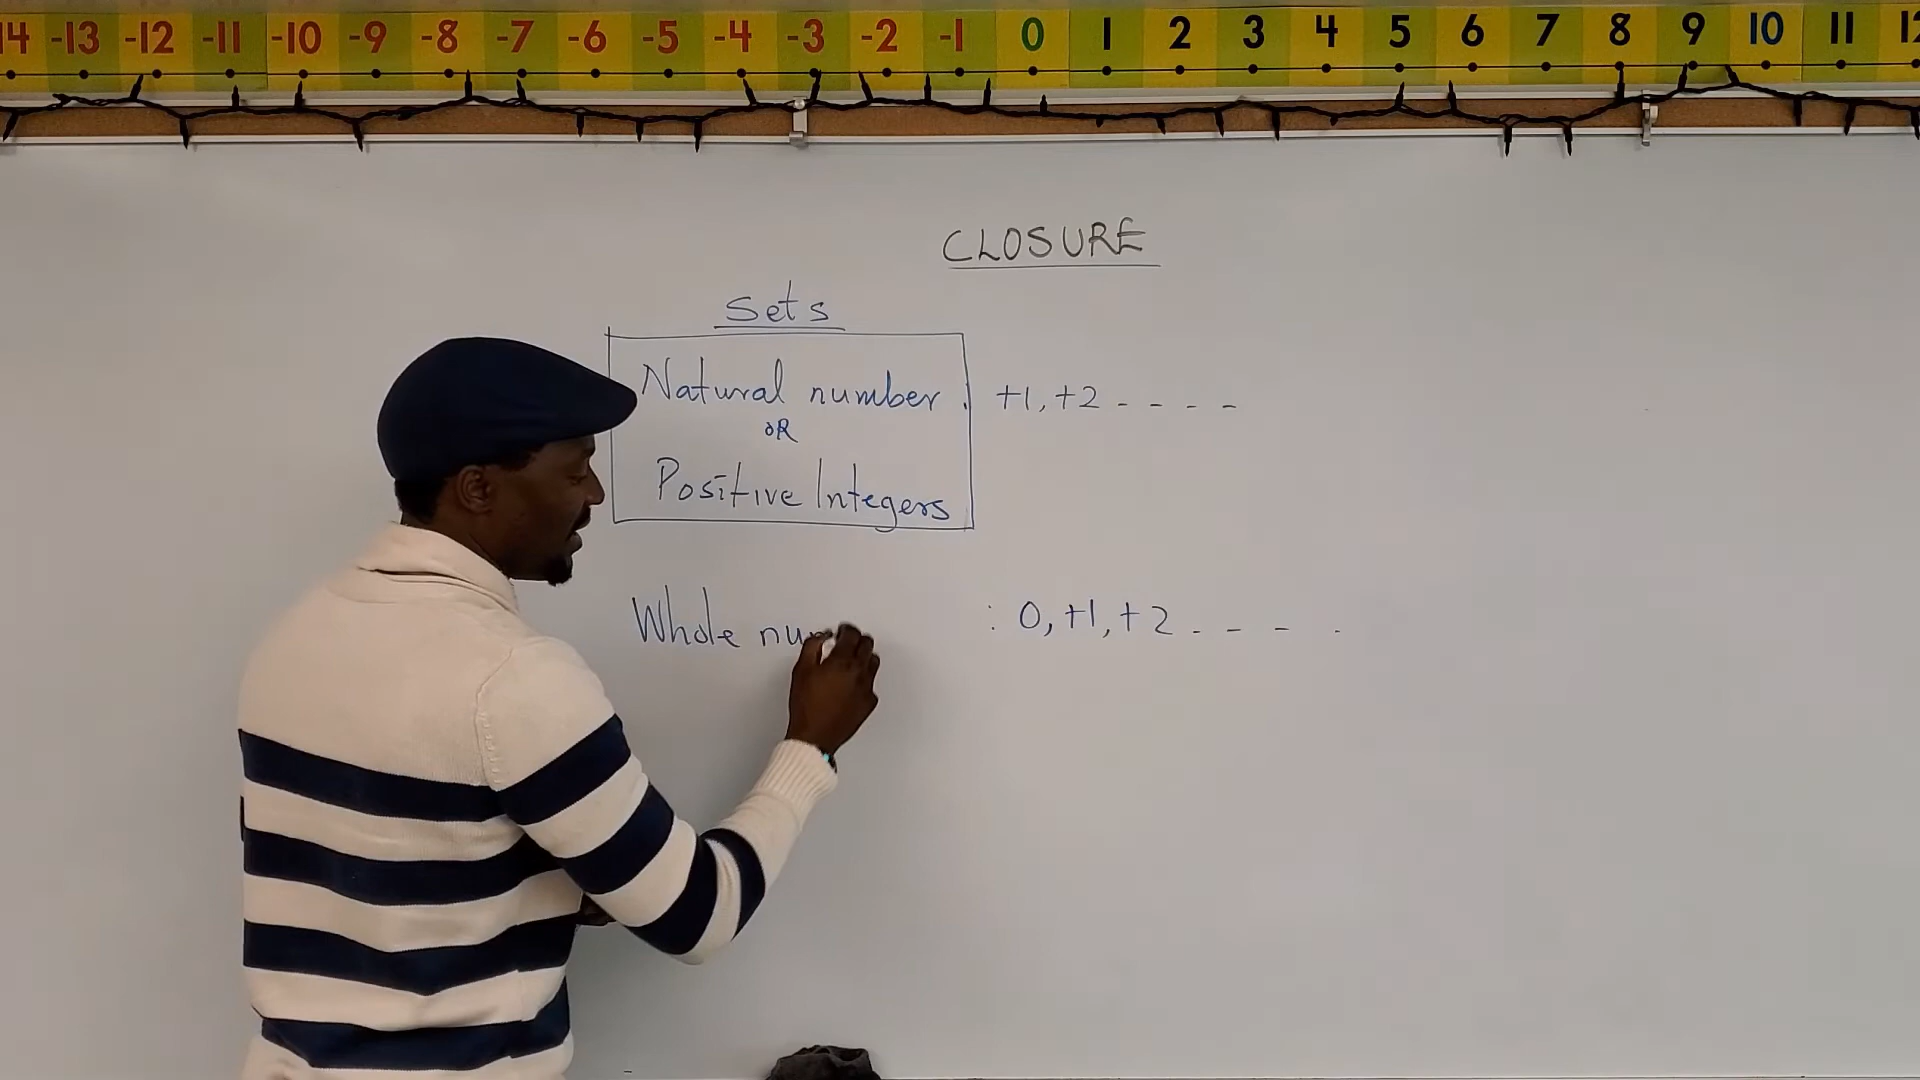 14 -13 -12 -11 -10 -9 -8 -7 -6 -5 -4 -3 -2 -1 0 1 2 3 4 5 6 7 8 9 10 11 12
CLOSURE
Sets
Natural number : +1, +2 - - - -
OR
Positive Integers
Whole num : 0, +1, +2 - - - -